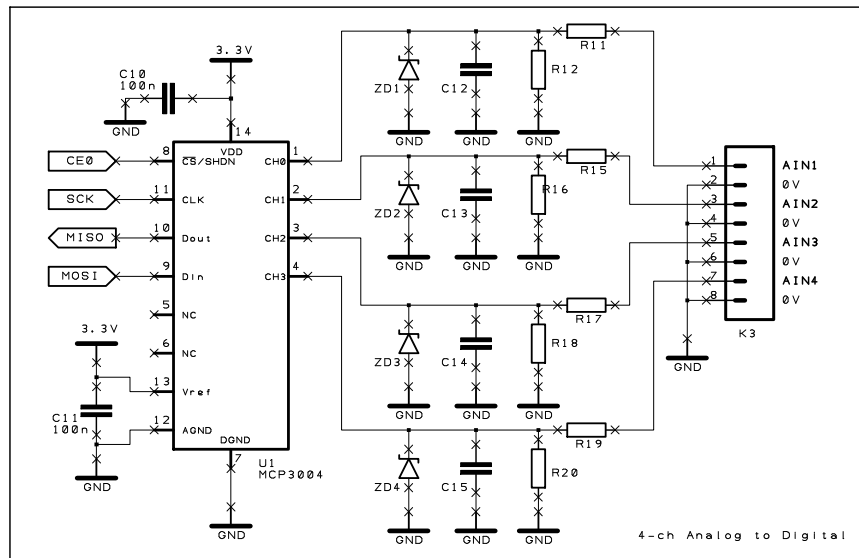 3.3V
C10
100n
GND
14
VDD
CE0
8
CS/SHDN
SCK
11
CLK
MISO
10
Dout
MOSI
9
Din
5
NC
6
NC
3.3V
13
Vref
C11
100n
12
AGND
GND
DGND
7
U1
MCP3004
GND
1
CH0
2
CH1
3
CH2
4
CH3
ZD1
C12
R12
R11
GND
GND
GND
ZD2
C13
R16
R15
GND
GND
GND
ZD3
C14
R18
R17
GND
GND
GND
ZD4
C15
R20
R19
GND
GND
GND
1 AIN1
2 0V
3 AIN2
4 0V
5 AIN3
6 0V
7 AIN4
8 0V
K3
GND
4-ch Analog to Digital